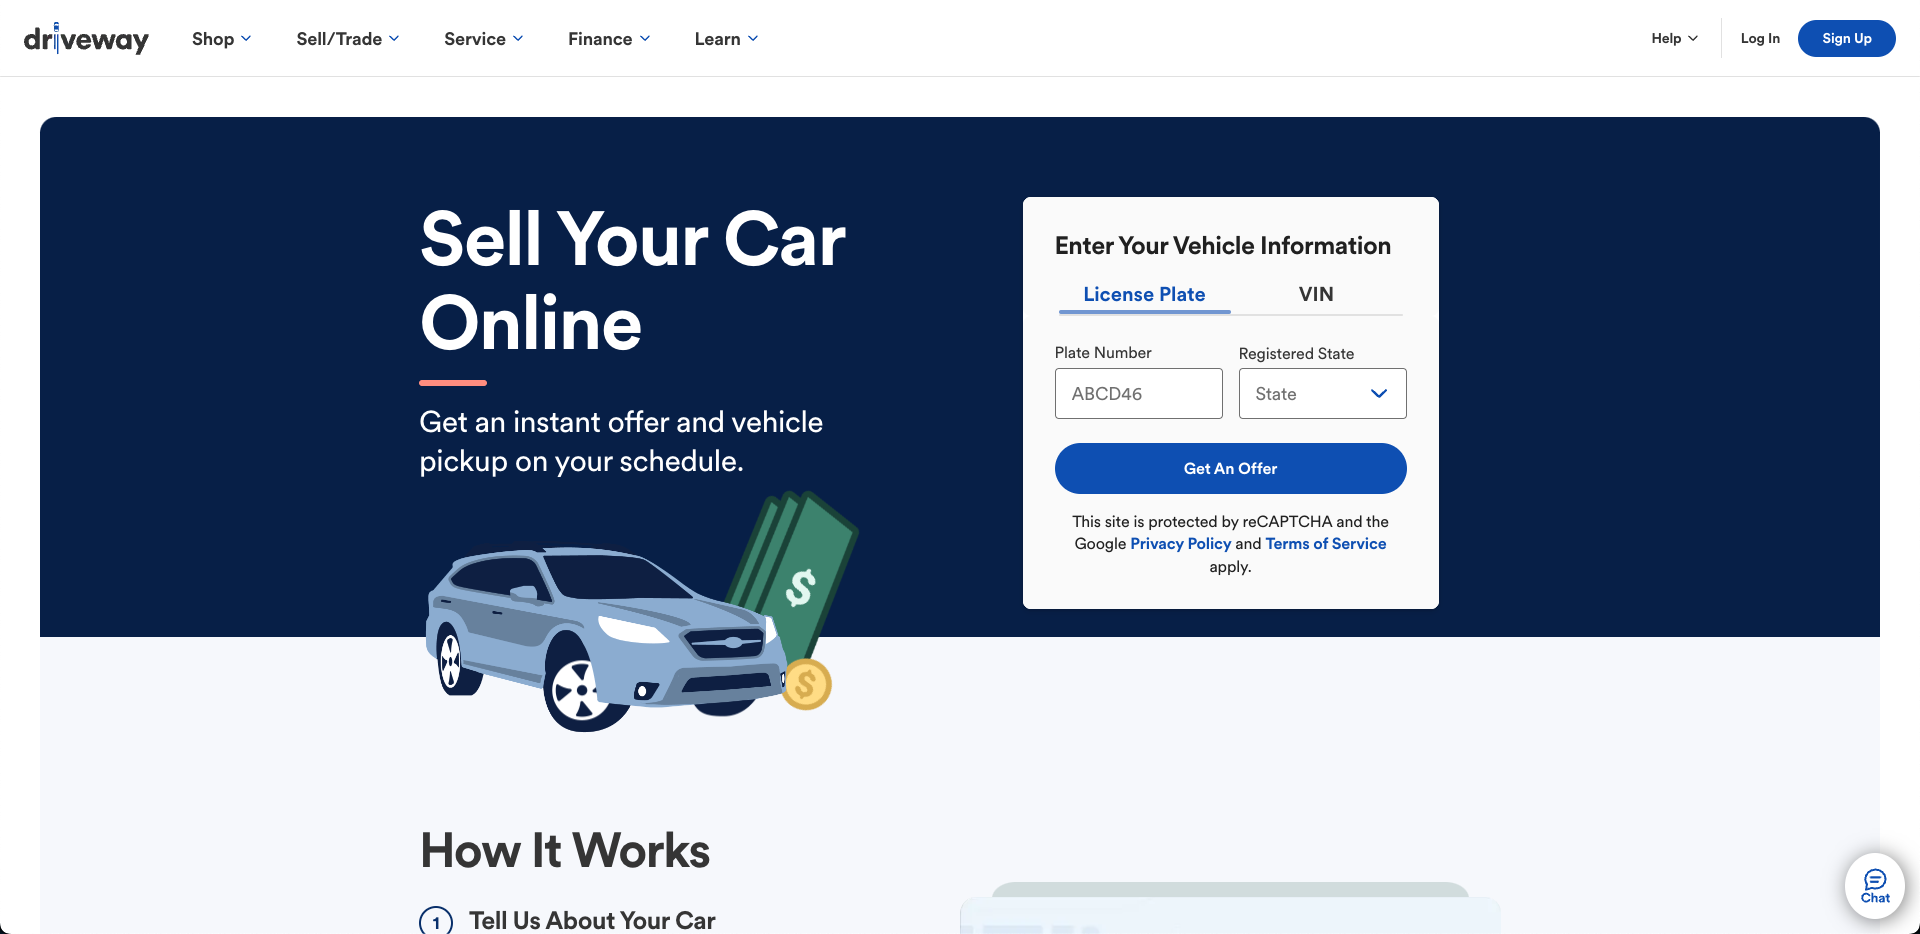 driveway
Shop
Sell/Trade
Service
Finance
Learn
Help
Log In
Sign Up
Sell Your Car
Online
Get an instant offer and vehicle
pickup on your schedule.
$
$
Enter Your Vehicle Information
License Plate
VIN
Plate Number
Registered State
ABCD46
State
Get An Offer
This site is protected by reCAPTCHA and the
Google Privacy Policy and Terms of Service
apply.
How It Works
1 Tell Us About Your Car
Chat